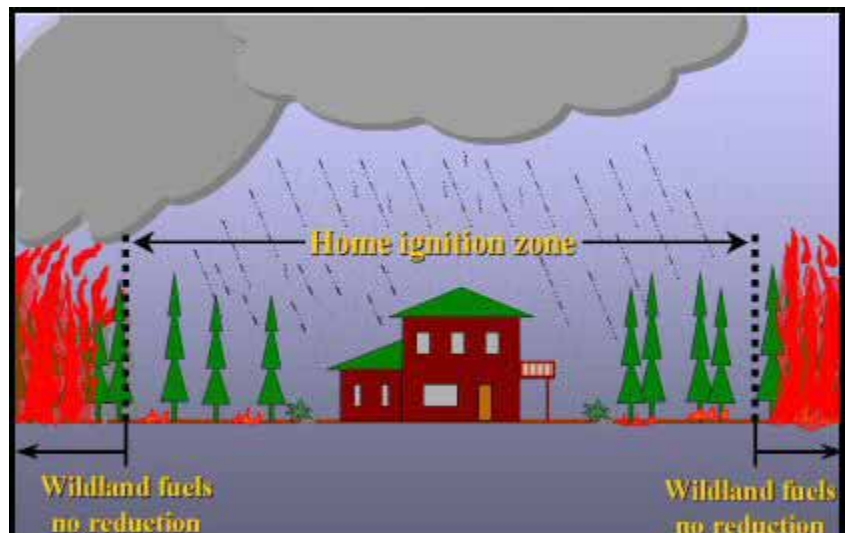 Home ignition zone
Wildland fuels
no reduction
Wildland fuels
no reduction